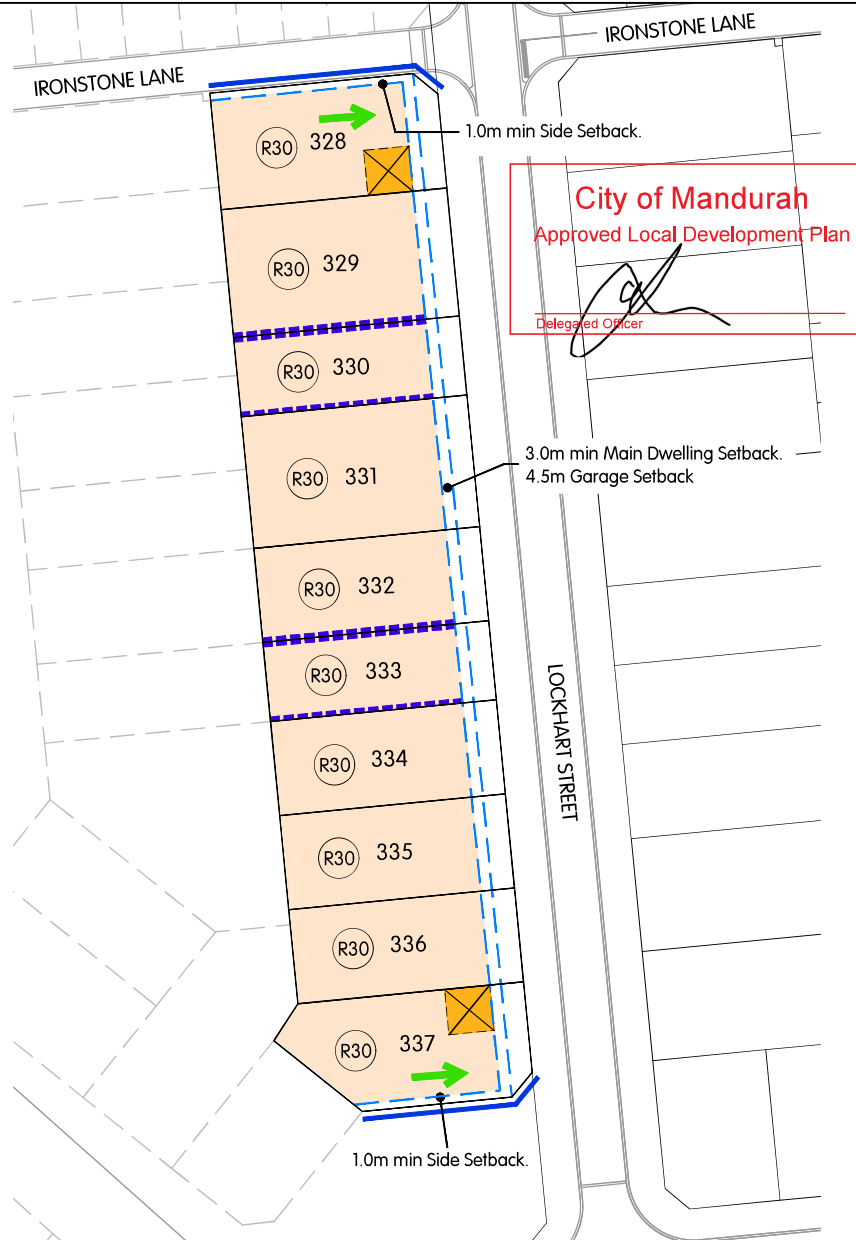 IRONSTONE LANE
IRONSTONE LANE
1.0m min Side Setback.
R30 328
City of Mandurah
Approved Local Development Plan
Delegated Officer
R30 329
R30 330
3.0m min Main Dwelling Setback.
4.5m Garage Setback
R30 331
R30 332
R30 333
LOCKHART STREET
R30 334
R30 335
R30 336
R30 337
1.0m min Side Setback.